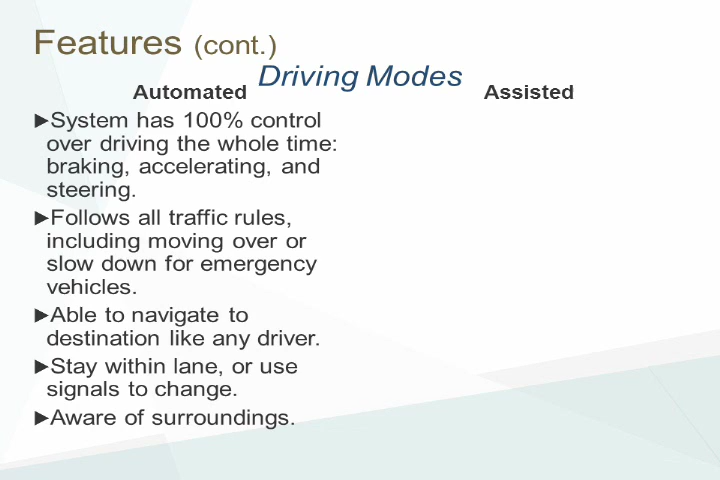 Features (cont.)
Driving Modes
Automated
Assisted
►System has 100% control
over driving the whole time:
braking, accelerating, and
steering.
►Follows all traffic rules,
including moving over or
slow down for emergency
vehicles.
►Able to navigate to
destination like any driver.
►Stay within lane, or use
signals to change.
►Aware of surroundings.